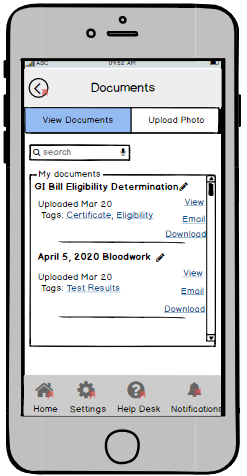 ABC 09:52 AM
Documents
View Documents Upload Photo
search
My documents
GI Bill Eligibility Determination
Uploaded Mar 20 View
Tags: Certificate, Eligibility Email
Download
April 5, 2020 Bloodwork
Uploaded Mar 20 View
Tags: Test Results Email
Download
Home Settings Help Desk Notifications